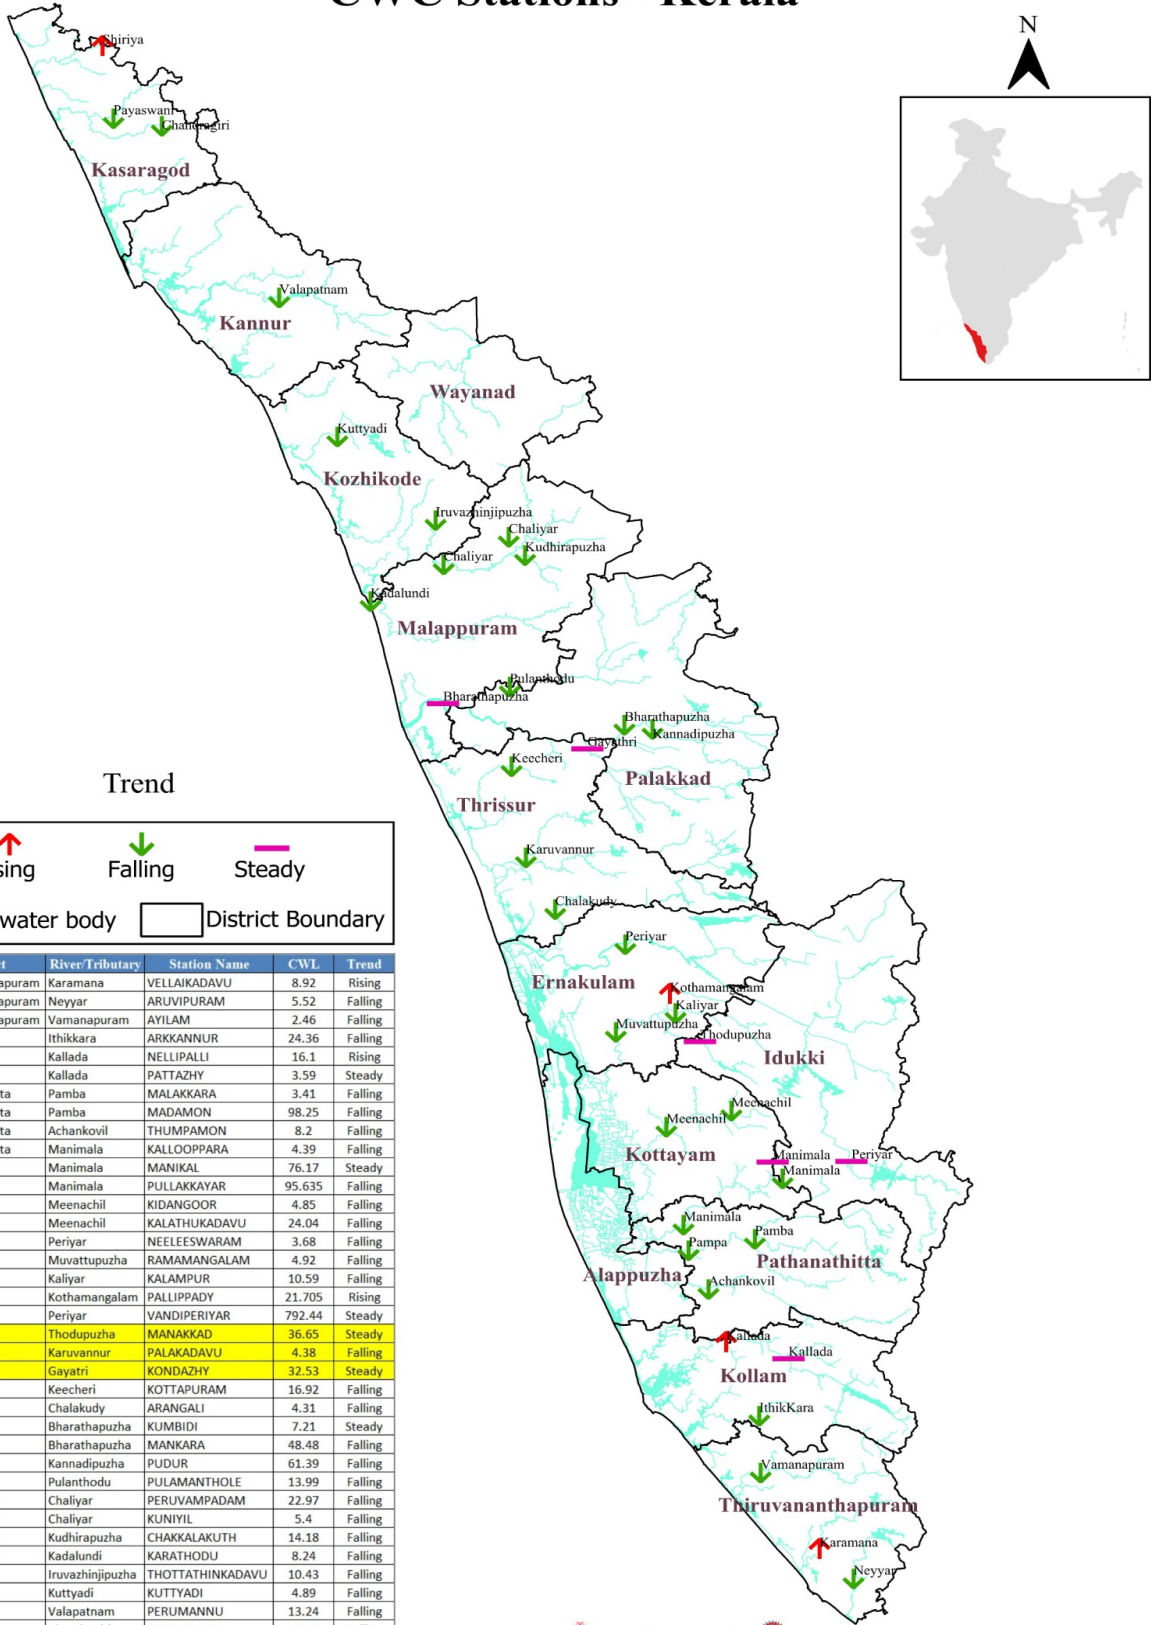 CWC Stations - Kerala
N
Shiriya
Payaswani
Chandragiri
Kasaragod
Valapatnam
Kannur
Wayanad
Kuttyadi
Kozhikode
Iruvazhinjipuzha
Chaliyar
Kudhirapuzha
Chaliyar
Kadalundi
Malappuram
Pulanthodu
Bharathapuzha
Bharathapuzha
Kannadipuzha
Gayathri
Keecheri
Palakkad
Thrissur
Karuvannur
Chalakudy
Periyar
Ernakulam
Kothamangalam
Kaliyar
Muvattupuzha
Thodupuzha
Idukki
Meenachil
Meenachil
Kottayam
Manimala
Periyar
Manimala
Manimala
Pamba
Pampa
Pathanathitta
Alappuzha
Achankovil
Kallada
Kallada
Kollam
IthikKara
Vamanapuram
Thiruvananthapuram
Karamana
Neyyar
Trend
sing Falling Steady
water body District Boundary
ct River/Tributary Station Name CWL Trend
apuram Karamana VELLAIKADAVU 8.92 Rising
apuram Neyyar ARUVIPURAM 5.52 Falling
apuram Vamanapuram AYILAM 2.46 Falling
Ithikkara ARKKANNUR 24.36 Falling
Kallada NELLIPALLI 16.1 Rising
Kallada PATTAZHY 3.59 Steady
ta Pamba MALAKKARA 3.41 Falling
ta Pamba MADAMON 98.25 Falling
ta Achankovil THUMPAMON 8.2 Falling
ta Manimala KALLOOPPARA 4.39 Falling
Manimala MANIKAL 76.17 Steady
Manimala PULLAKKAYAR 95.635 Falling
Meenachil KIDANGOOR 4.85 Falling
Meenachil KALATHUKADAVU 24.04 Falling
Periyar NEELEESWARAM 3.68 Falling
Muvattupuzha RAMAMANGALAM 4.92 Falling
Kaliyar KALAMPUR 10.59 Falling
Kothamangalam PALLIPPADY 21.705 Rising
Periyar VANDIPERIYAR 792.44 Steady
Thodupuzha MANAKKAD 36.65 Steady
Karuvannur PALAKADAVU 4.38 Falling
Gayatri KONDAZHY 32.53 Steady
Keecheri KOTTAPURAM 16.92 Falling
Chalakudy ARANGALI 4.31 Falling
Bharathapuzha KUMBIDI 7.21 Steady
Bharathapuzha MANKARA 48.48 Falling
Kannadipuzha PUDUR 61.39 Falling
Pulanthodu PULAMANTHOLE 13.99 Falling
Chaliyar PERUVAMPADAM 22.97 Falling
Chaliyar KUNIYIL 5.4 Falling
Kudhirapuzha CHAKKALAKUTH 14.18 Falling
Kadalundi KARATHODU 8.24 Falling
Iruvazhinjipuzha THOTTATHINKADAVU 10.43 Falling
Kuttyadi KUTTYADI 4.89 Falling
Valapatnam PERUMANNU 13.24 Falling